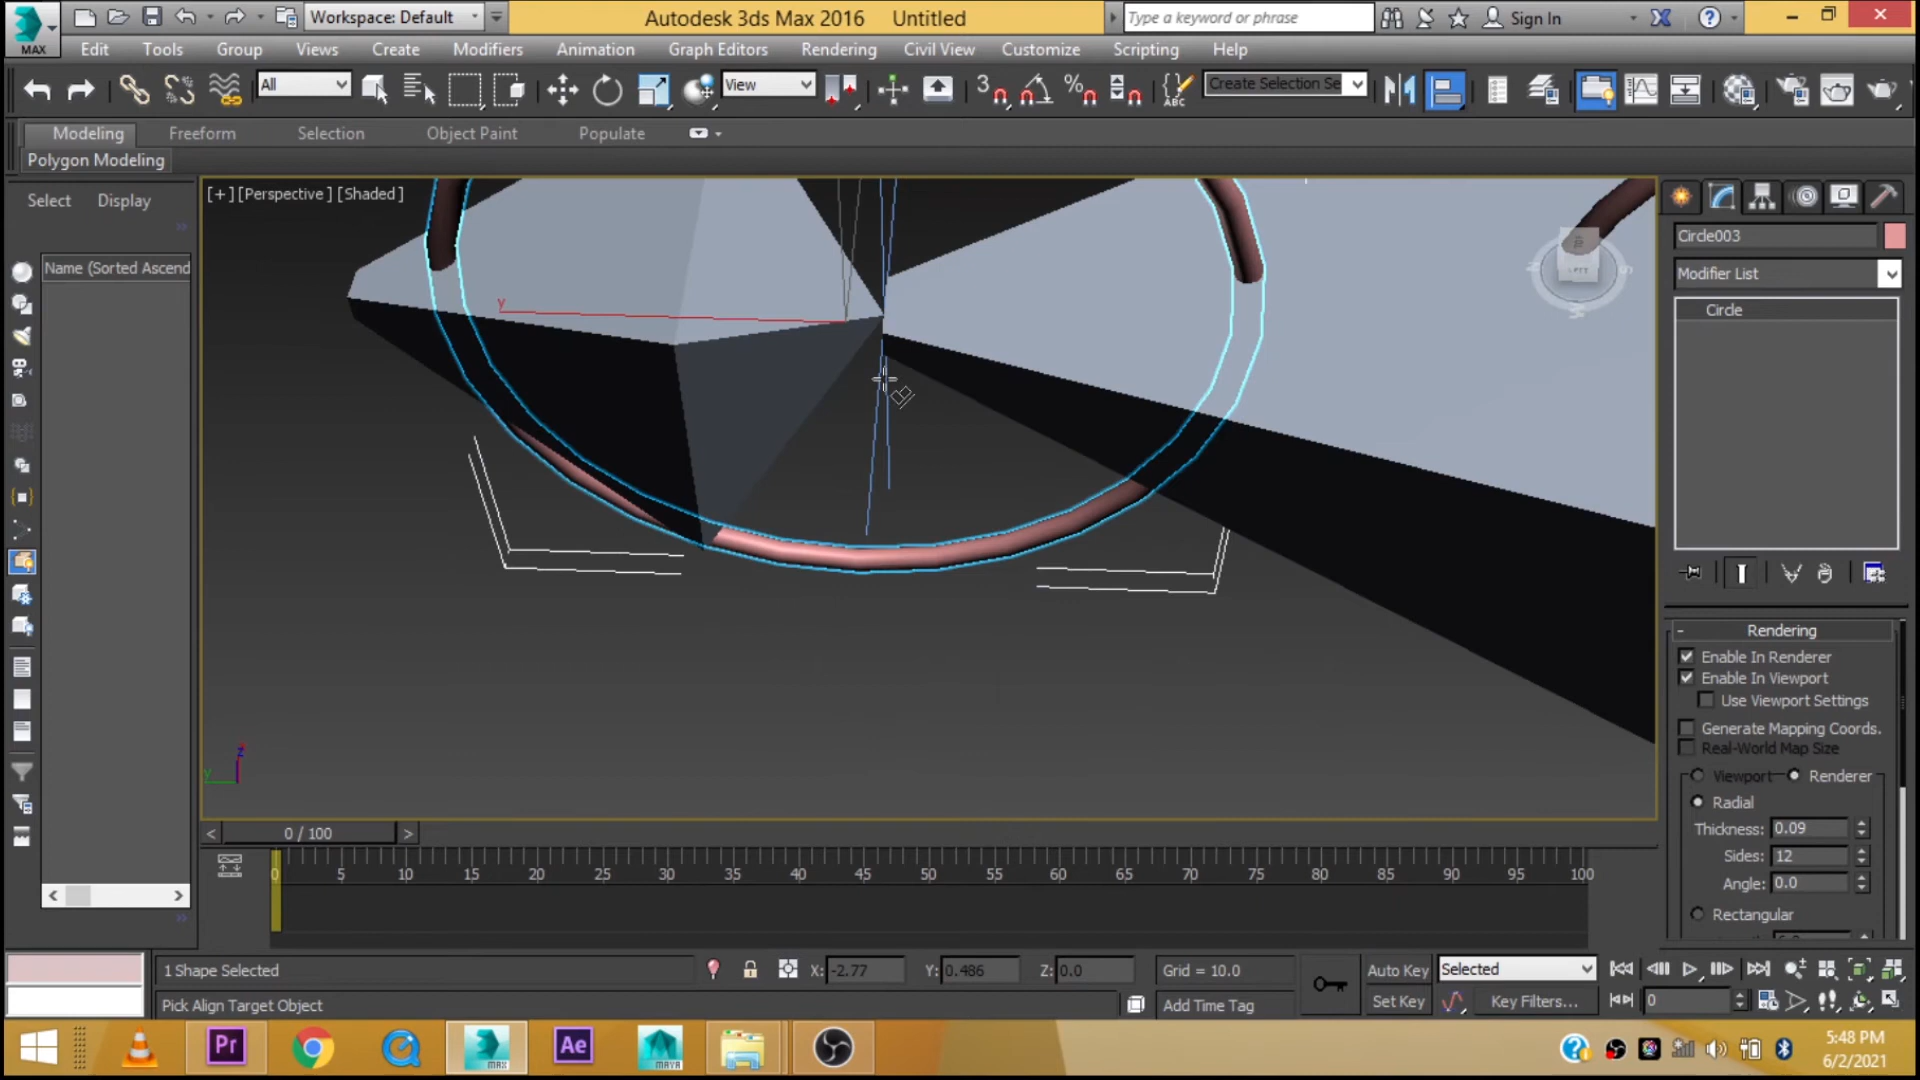 Workspace: Default
Autodesk 3ds Max 2016 Untitled
Type a keyword or phrase
Sign In
MAX
Edit Tools Group Views Create Modifiers Animation Graph Editors Rendering Civil View Customize Scripting Help
All
View
3
%
ABC
Create Selection Se
Modeling Freeform Selection Object Paint Populate
Polygon Modeling
Select Display
[+] [Perspective ] [Shaded ]
Name (Sorted Ascend
Circle003
Modifier List
Circle
y
LEFT
Rendering
Enable In Renderer
Enable In Viewport
Use Viewport Settings
Generate Mapping Coords.
Real-World Map Size
Viewport Renderer
Radial
Thickness: 0.09
Sides: 12
Angle: 0.0
Rectangular
z
y
< 0 / 100 >
0 5 10 15 20 25 30 35 40 45 50 55 60 65 70 75 80 85 90 95 100
1 Shape Selected
X: -2.77 Y: 0.486 Z: 0.0
Grid = 10.0
Auto Key Selected
Pick Align Target Object
Add Time Tag
Set Key Key Filters...
0
Pr
MAX
Ae
MAYA
5:48 PM
6/2/2021